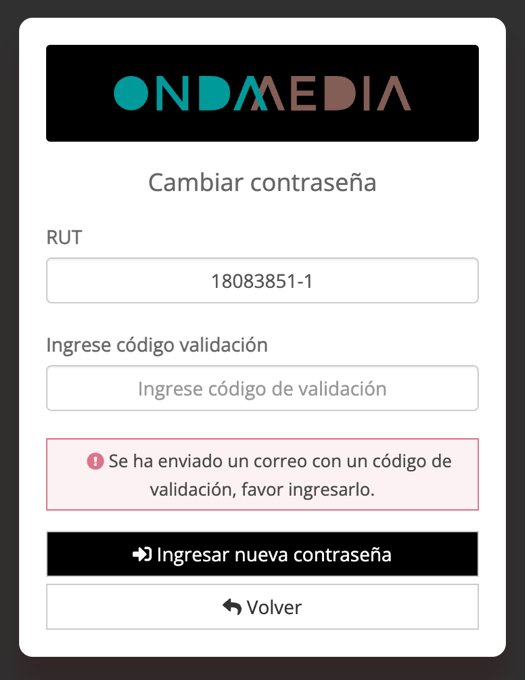 ONDAMEDIA
Cambiar contraseña
RUT
18083851-1
Ingrese código validación
Ingrese código de validación
Se ha enviado un correo con un código de
validación, favor ingresarlo.
Ingresar nueva contraseña
Volver